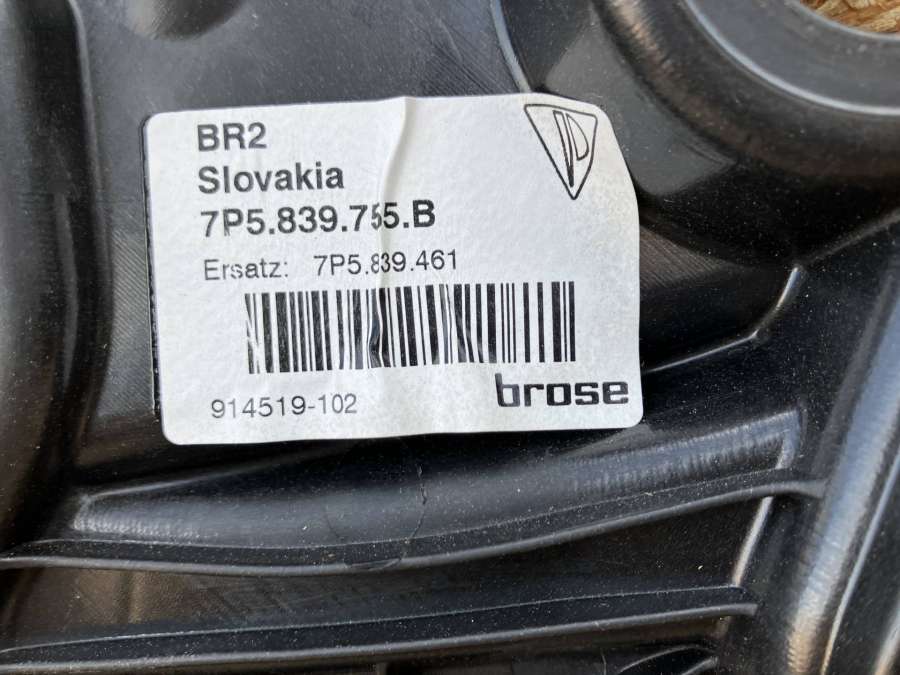 BR2
Slovakia
7P5.839.755.B
Ersatz: 7P5.839.461
914519-102
brose